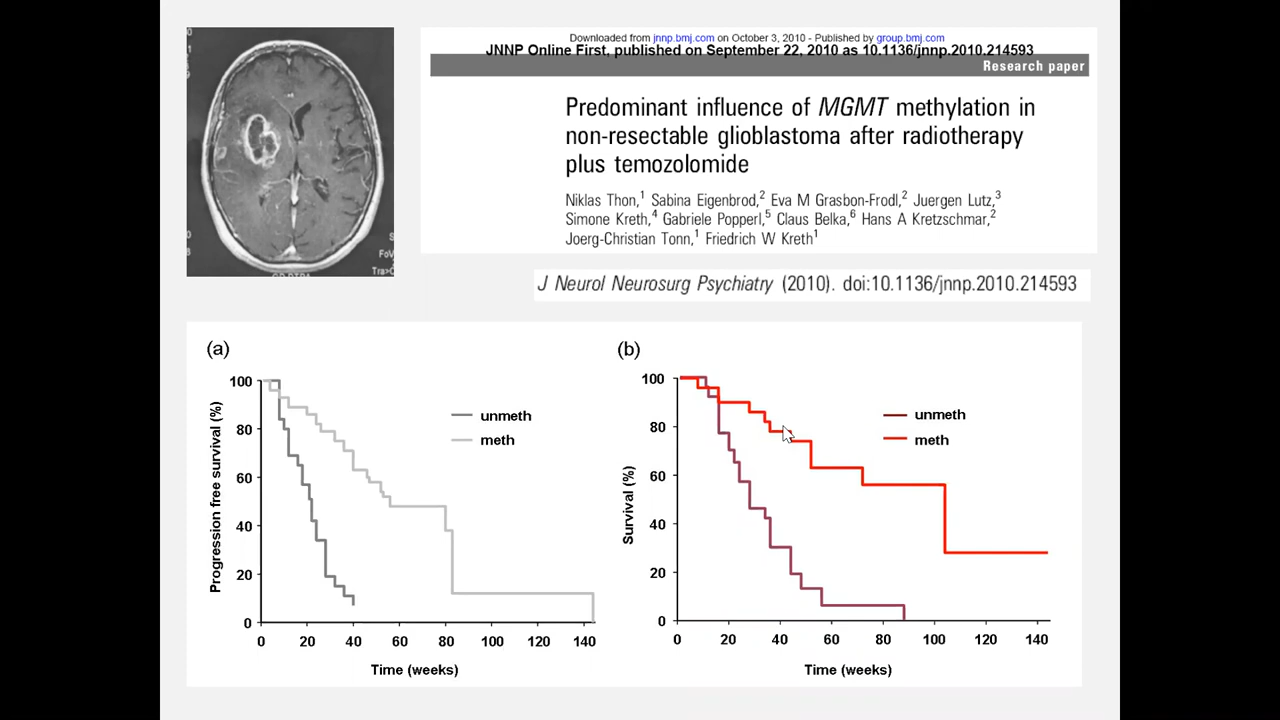 Downloaded from jnnp.bmj.com on October 3, 2010 - Published by group.bmj.com
JNNP Online First, published on September 22, 2010 as 10.1136/jnnp.2010.214593
Research paper
Predominant influence of MGMT methylation in
non-resectable glioblastoma after radiotherapy
plus temozolomide
Niklas Thon,1 Sabina Eigenbrod,2 Eva M Grasbon-Frodl,2 Juergen Lutz,3
Simone Kreth,4 Gabriele Popperl,5 Claus Belka,6 Hans A Kretzschmar,2
Joerg-Christian Tonn,1 Friedrich W Kreth1
J Neurol Neurosurg Psychiatry (2010). doi:10.1136/jnnp.2010.214593
(a)
Progression free survival (%)
100
80
60
40
20
0
unmeth
meth
0 20 40 60 80 100 120 140
Time (weeks)
(b)
Survival (%)
100
80
60
40
20
0
unmeth
meth
0 20 40 60 80 100 120 140
Time (weeks)